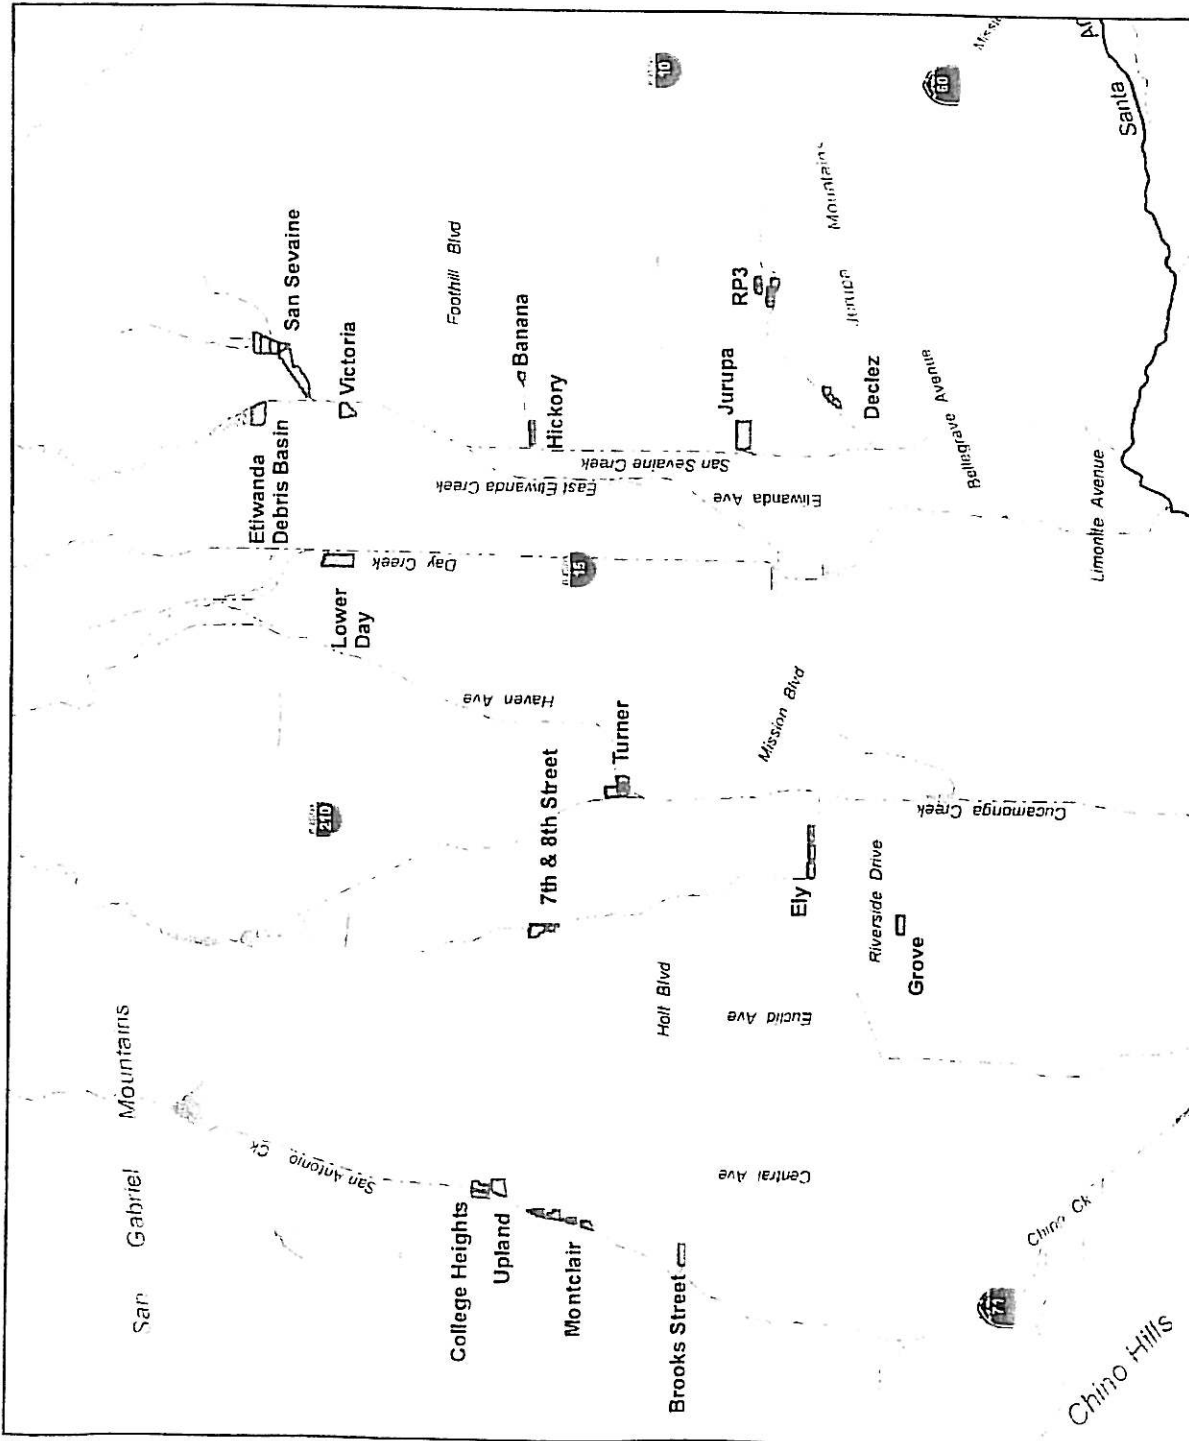 San Gabriel Mountains
San Antonio Ck
College Heights
Upland
Montclair
Brooks Street
Chino Hills
71
Chino Ck
Central Ave
Euclid Ave
Holt Blvd
Grove
Riverside Drive
Ely
7th & 8th Street
210
Turner
Cucamonga Creek
Mission Blvd
Haven Ave
Lower
Day
Day Creek
15
Etiwanda
Debris Basin
San Sevaine
Victoria
Foothill Blvd
Banana
Hickory
East Etiwanda Creek
San Sevaine Creek
Etiwanda Ave
Jurupa
RP3
Declez
Jurupa Mountains
Bellegrave Avenue
Limonite Avenue
10
60
Santa